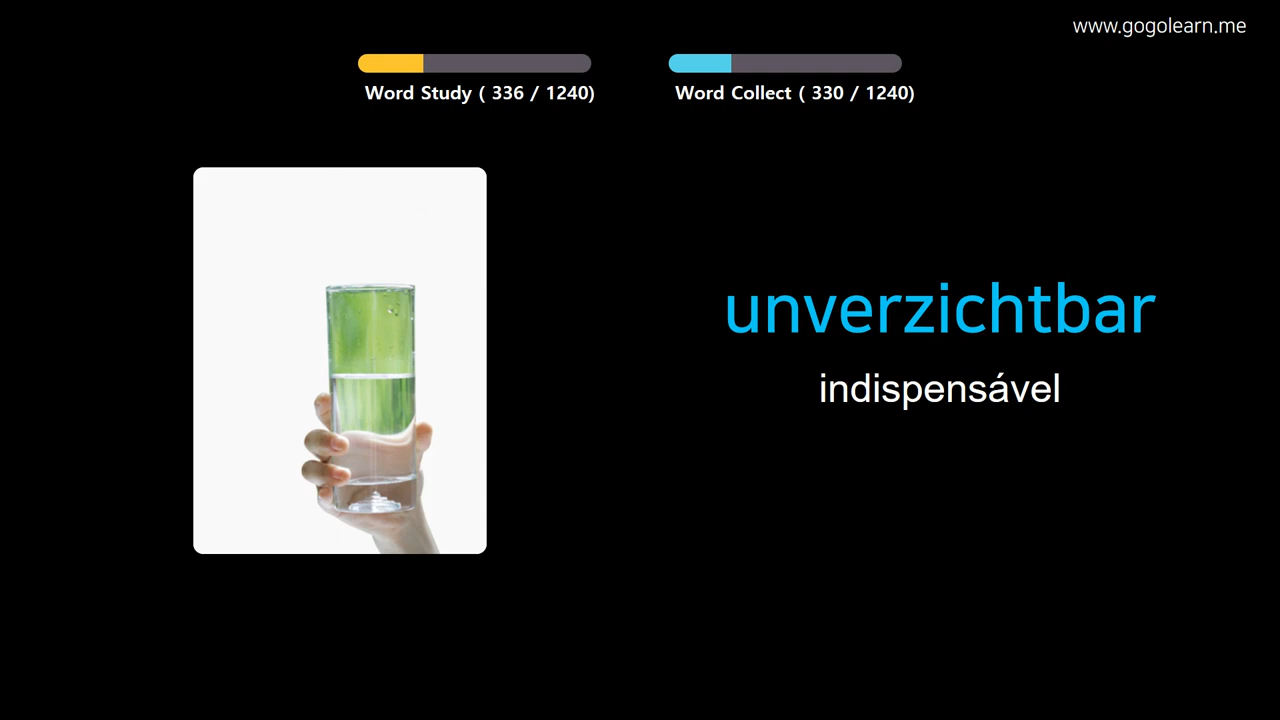 www.gogolearn.me
Word Study ( 336 / 1240)
Word Collect ( 330 / 1240)
unverzichtbar
indispensável